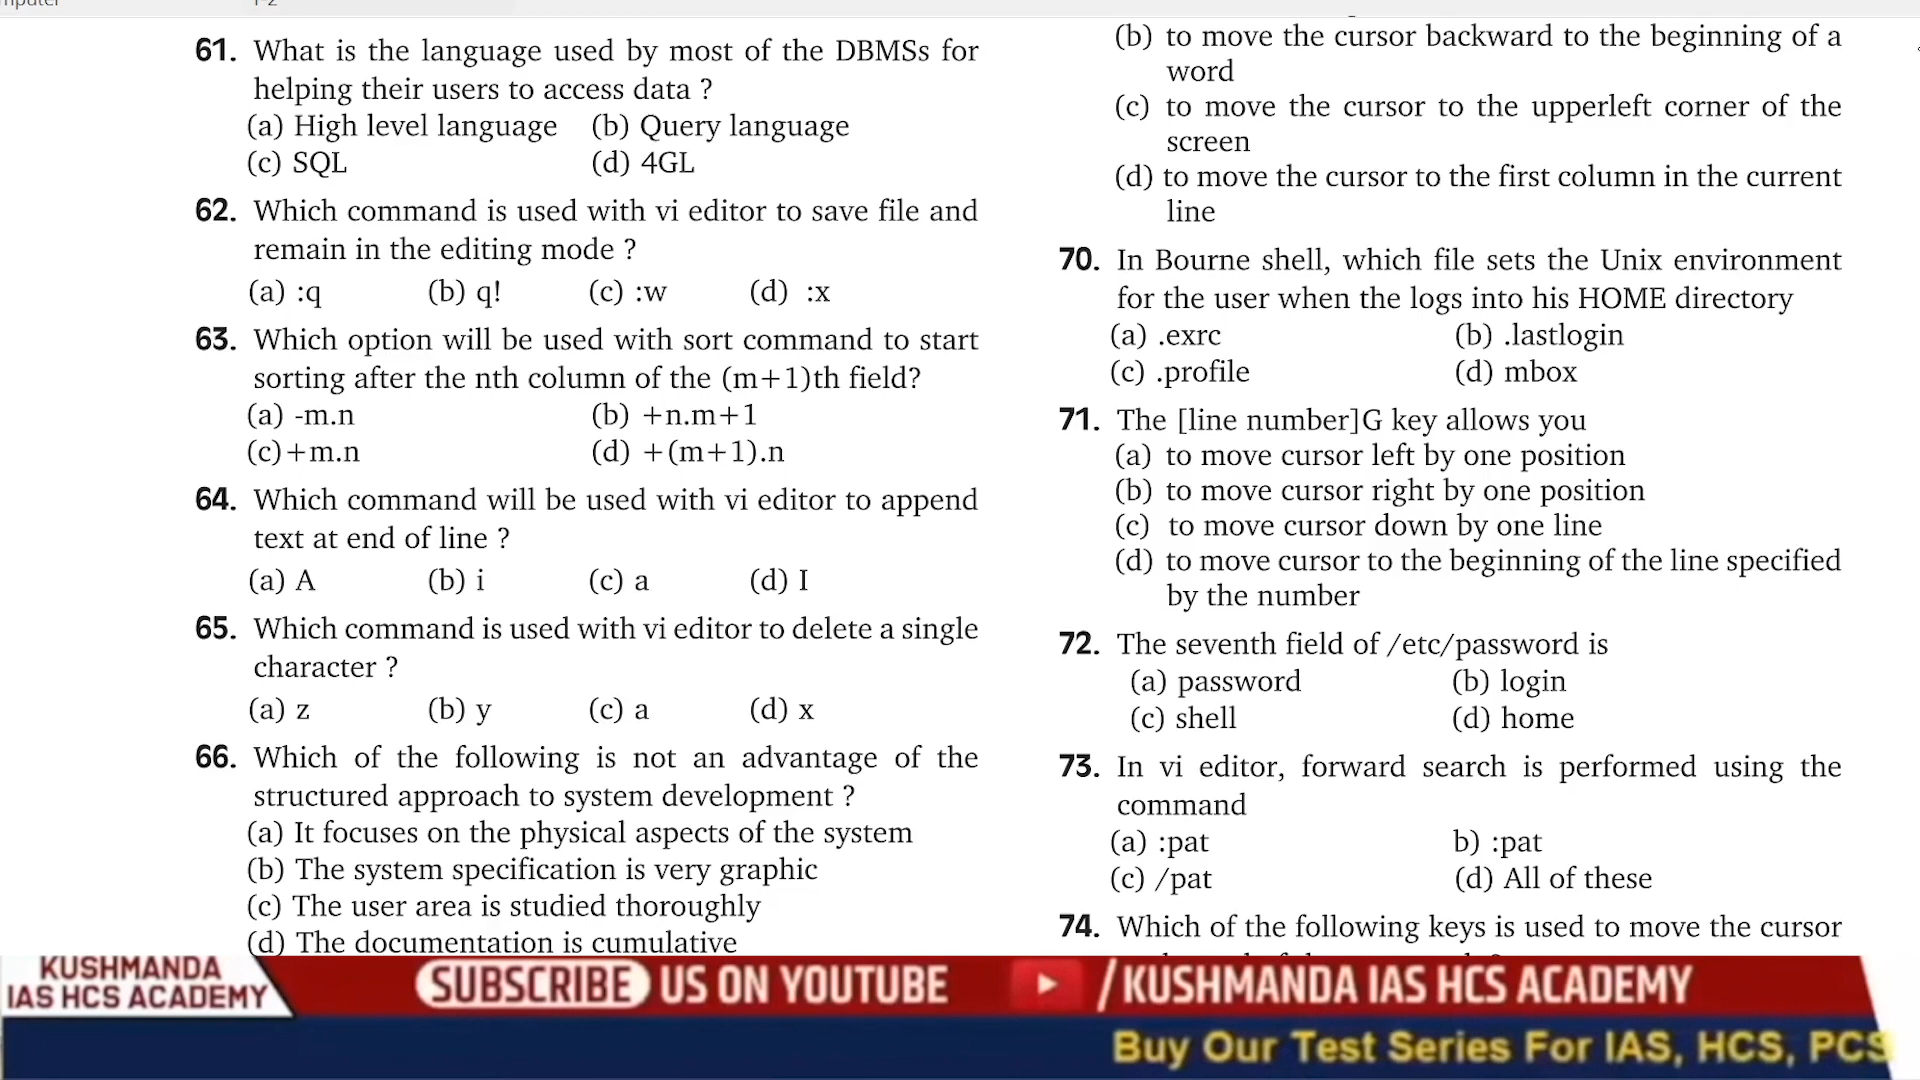 61. What is the language used by most of the DBMSs for
helping their users to access data ?
(a) High level language (b) Query language
(c) SQL (d) 4GL
62. Which command is used with vi editor to save file and
remain in the editing mode ?
(a) :q (b) q! (c) :w (d) :x
63. Which option will be used with sort command to start
sorting after the nth column of the (m+1)th field?
(a) -m.n (b) +n.m+1
(c)+m.n (d) +(m+1).n
64. Which command will be used with vi editor to append
text at end of line ?
(a) A (b) i (c) a (d) I
65. Which command is used with vi editor to delete a single
character ?
(a) z (b) y (c) a (d) x
66. Which of the following is not an advantage of the
structured approach to system development ?
(a) It focuses on the physical aspects of the system
(b) The system specification is very graphic
(c) The user area is studied thoroughly
(d) The documentation is cumulative
(b) to move the cursor backward to the beginning of a
word
(c) to move the cursor to the upperleft corner of the
screen
(d) to move the cursor to the first column in the current
line
70. In Bourne shell, which file sets the Unix environment
for the user when the logs into his HOME directory
(a) .exrc (b) .lastlogin
(c) .profile (d) mbox
71. The [line number]G key allows you
(a) to move cursor left by one position
(b) to move cursor right by one position
(c) to move cursor down by one line
(d) to move cursor to the beginning of the line specified
by the number
72. The seventh field of /etc/password is
(a) password (b) login
(c) shell (d) home
73. In vi editor, forward search is performed using the
command
(a) :pat b) :pat
(c) /pat (d) All of these
74. Which of the following keys is used to move the cursor
KUSHMANDA
IAS HCS ACADEMY
SUBSCRIBE US ON YOUTUBE
/KUSHMANDA IAS HCS ACADEMY
Buy Our Test Series For IAS, HCS, PCS